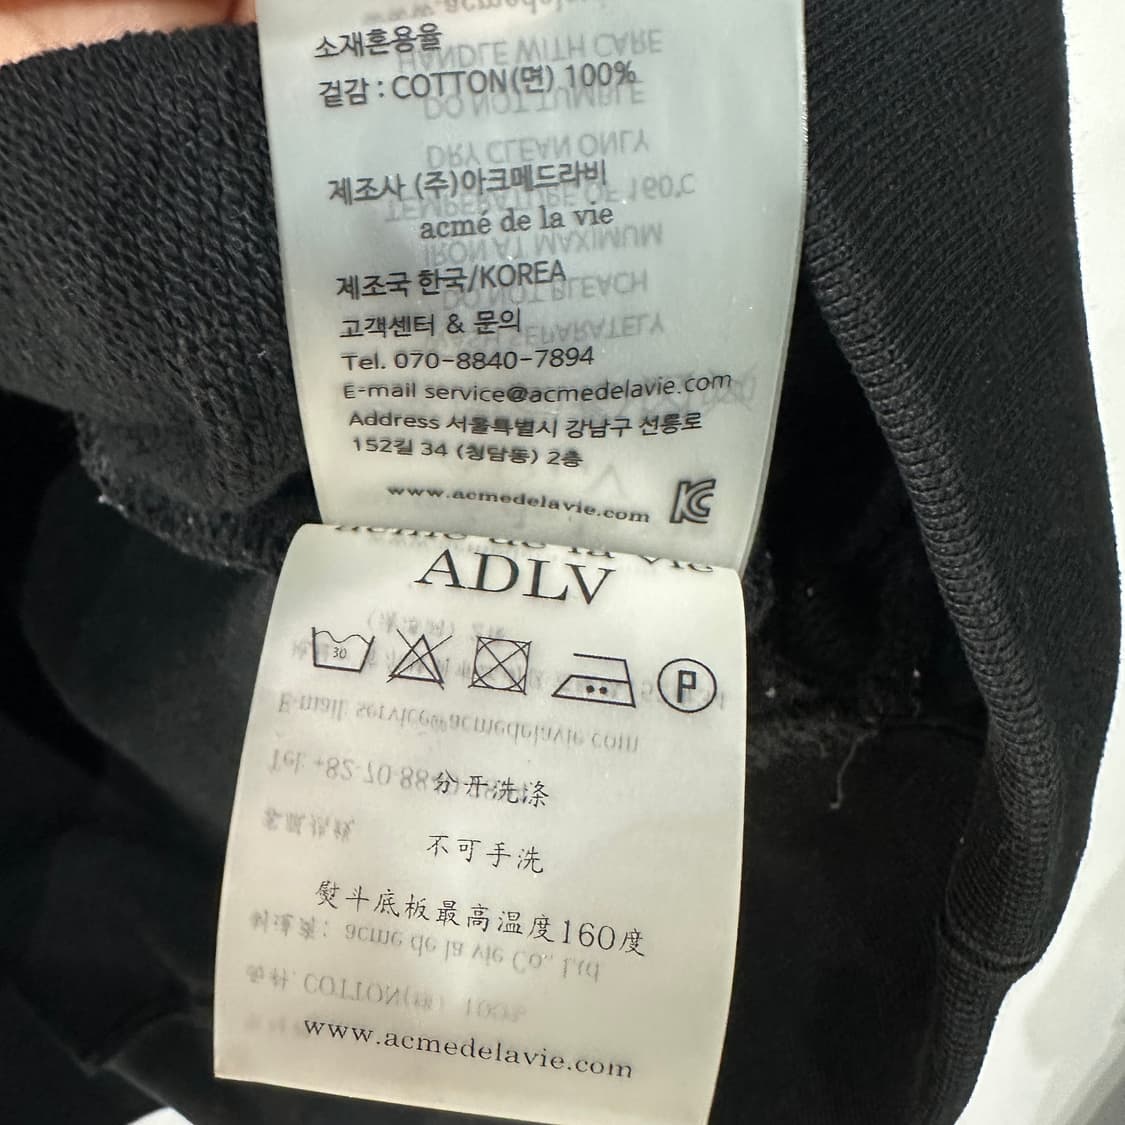 소재혼용율
겉감 : COTTON(면) 100%
제조사 (주)아크메드라비
acmé de la vie
제조국 한국/KOREA
고객센터 & 문의
Tel. 070-8840-7894
E-mail service@acmedelavie.com
Address 서울특별시 강남구 선릉로
152길 34 (청담동) 2층
www.acmedelavie.com
KC
ADLV
30
P
分开洗涤
不可手洗
熨斗底板最高温度160度
www.acmedelavie.com